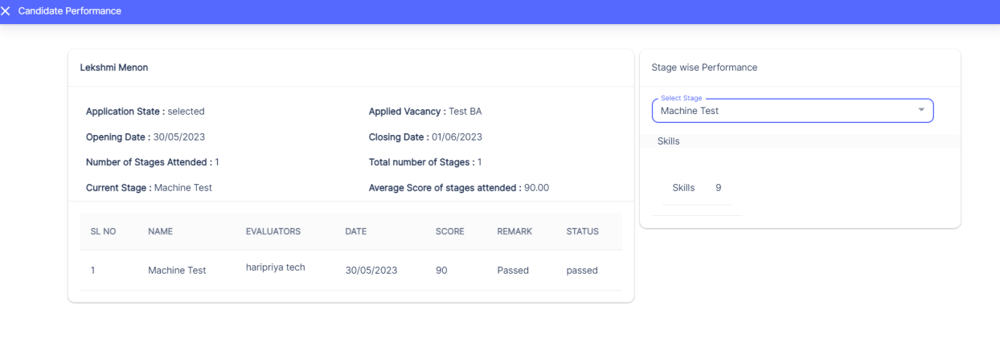 Candidate Performance
Lekshmi Menon
Application State : selected
Applied Vacancy : Test BA
Opening Date : 30/05/2023
Closing Date : 01/06/2023
Number of Stages Attended : 1
Total number of Stages : 1
Current Stage : Machine Test
Average Score of stages attended : 90.00
SL NO NAME EVALUATORS DATE SCORE REMARK STATUS
1 Machine Test haripriya tech 30/05/2023 90 Passed passed
Stage wise Performance
Select Stage
Machine Test
Skills
Skills 9